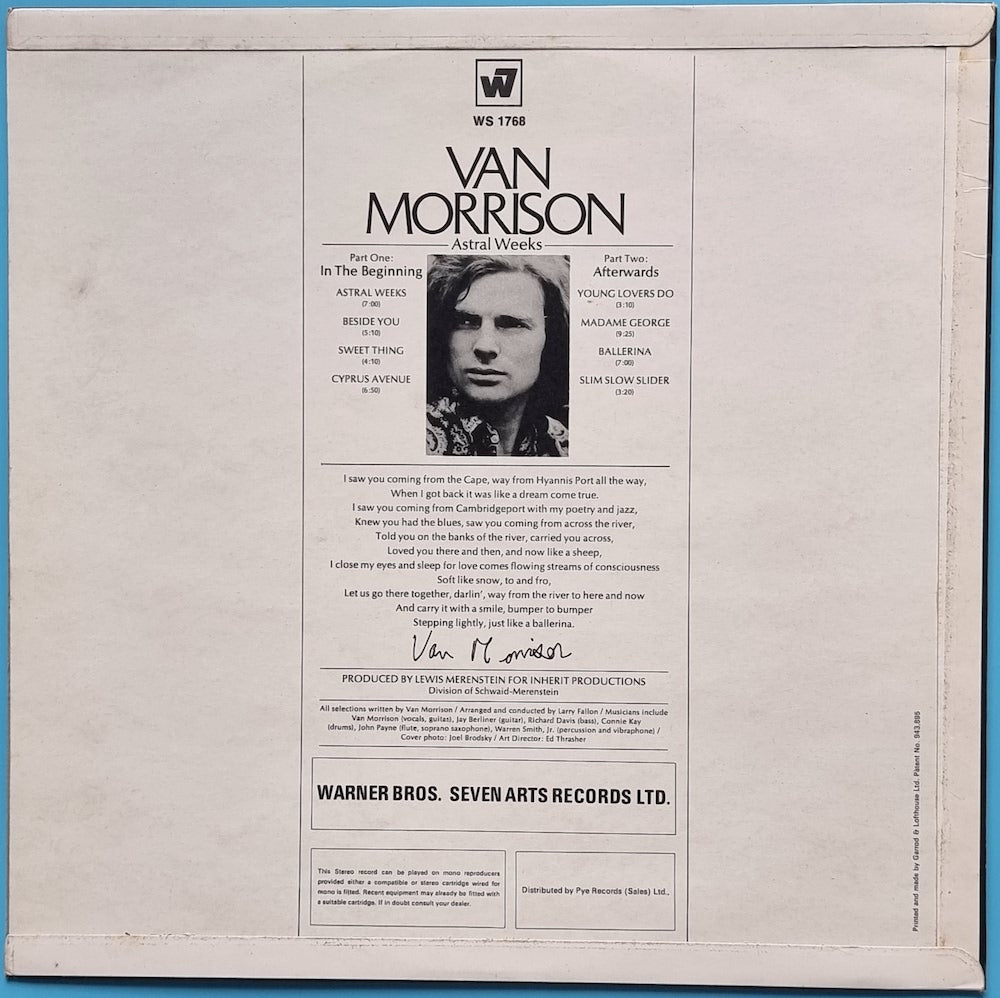 W7
WS 1768
VAN
MORRISON
Astral Weeks
Part One:
In The Beginning
ASTRAL WEEKS
(7:00)
BESIDE YOU
(5:10)
SWEET THING
(4:10)
CYPRUS AVENUE
(6:50)
Part Two:
Afterwards
YOUNG LOVERS DO
(3:10)
MADAME GEORGE
(9:25)
BALLERINA
(7:00)
SLIM SLOW SLIDER
(3:20)
I saw you coming from the Cape, way from Hyannis Port all the way,
When I got back it was like a dream come true.
I saw you coming from Cambridgeport with my poetry and jazz,
Knew you had the blues, saw you coming from across the river,
Told you on the banks of the river, carried you across,
Loved you there and then, and now like a sheep,
I close my eyes and sleep for love comes flowing streams of consciousness
Soft like snow, to and fro,
Let us go there together, darlin', way from the river to here and now
And carry it with a smile, bumper to bumper
Stepping lightly, just like a ballerina.
Van Morrison
PRODUCED BY LEWIS MERENSTEIN FOR INHERIT PRODUCTIONS
Division of Schwaid-Merenstein
All selections written by Van Morrison / Arranged and conducted by Larry Fallon / Musicians include
Van Morrison (vocals, guitar), Jay Berliner (guitar), Richard Davis (bass), Connie Kay
(drums), John Payne (flute, soprano saxophone), Warren Smith, Jr. (percussion and vibraphone) /
Cover photo: Joel Brodsky / Art Director: Ed Thrasher
WARNER BROS. SEVEN ARTS RECORDS LTD.
This Stereo record can be played on mono reproducers
provided either a compatible or stereo cartridge wired for
mono is fitted. Recent equipment may already be fitted with
a suitable cartridge. If in doubt consult your dealer.
Distributed by Pye Records (Sales) Ltd.,
Printed and made by Garrod & Lofthouse Ltd. Patent No. 943,895